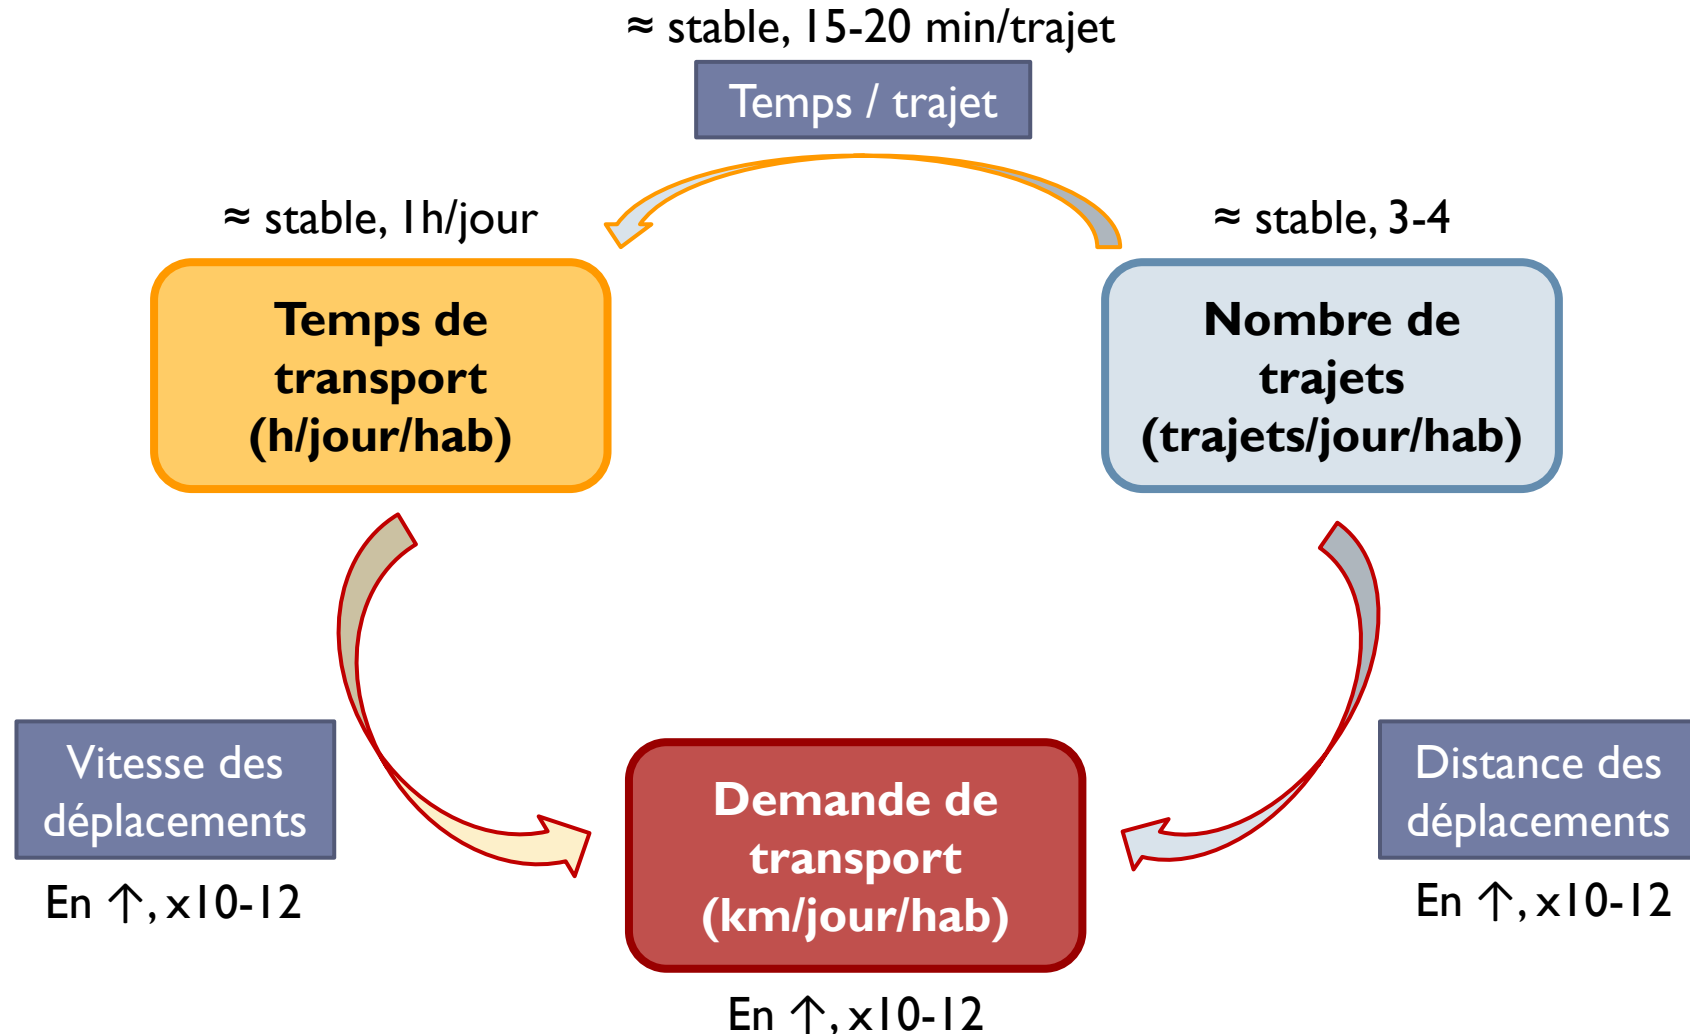 ≈ stable, 15-20 min/trajet
Temps / trajet
≈ stable, 1h/jour
≈ stable, 3-4
Temps de
transport
(h/jour/hab)
Nombre de
trajets
(trajets/jour/hab)
Vitesse des
déplacements
En ↑, x10-12
Demande de
transport
(km/jour/hab)
En ↑, x10-12
Distance des
déplacements
En ↑, x10-12